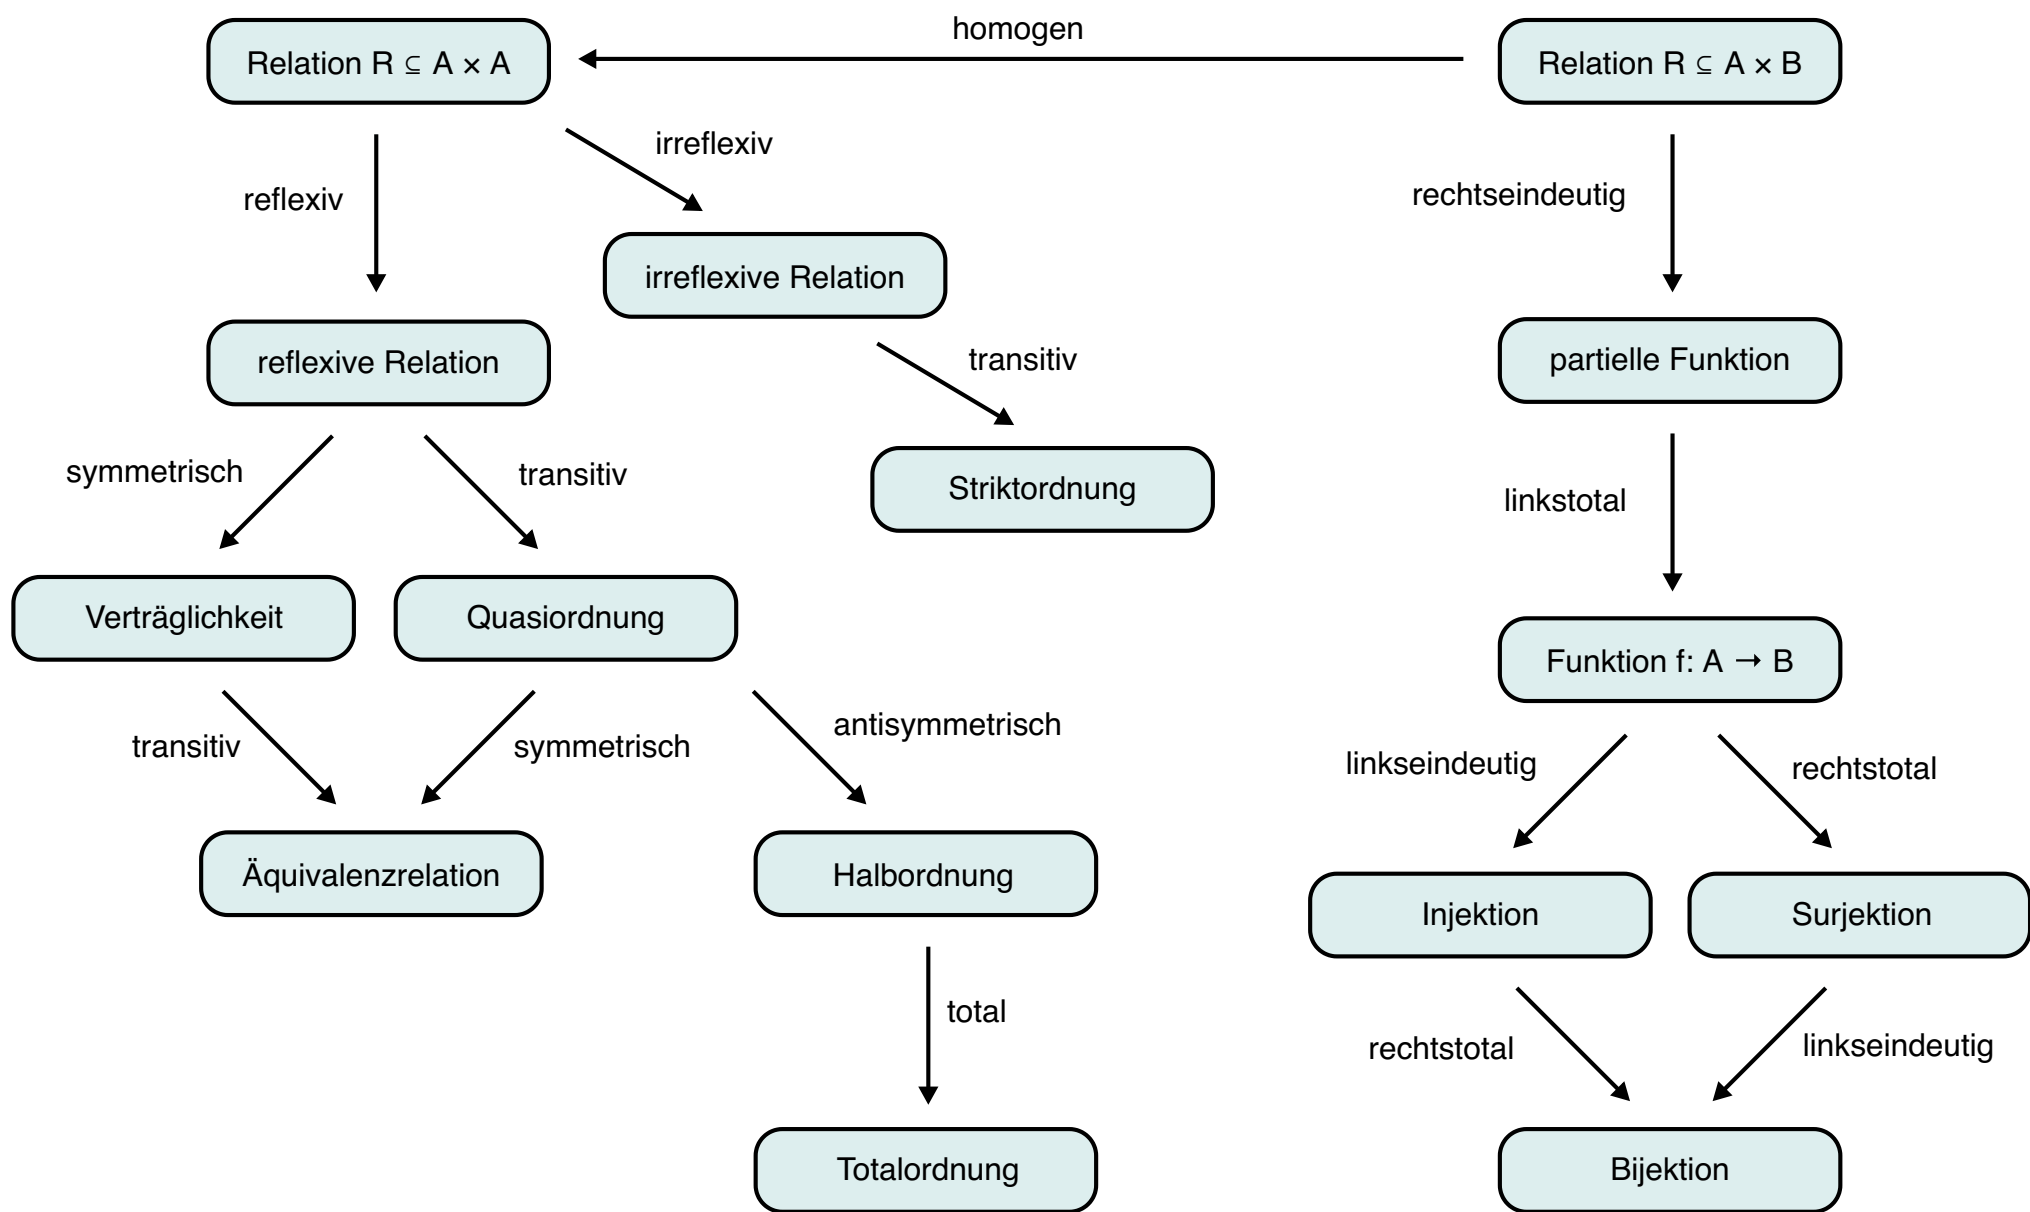 homogen
Relation R ⊆ A × A
Relation R ⊆ A × B
irreflexiv
reflexiv
rechtseindeutig
irreflexive Relation
reflexive Relation
transitiv
partielle Funktion
symmetrisch
transitiv
Striktordnung
linkstotal
Verträglichkeit
Quasiordnung
Funktion f: A → B
transitiv
symmetrisch
antisymmetrisch
linkseindeutig
rechtstotal
Äquivalenzrelation
Halbordnung
Injektion
Surjektion
total
rechtstotal
linkseindeutig
Totalordnung
Bijektion